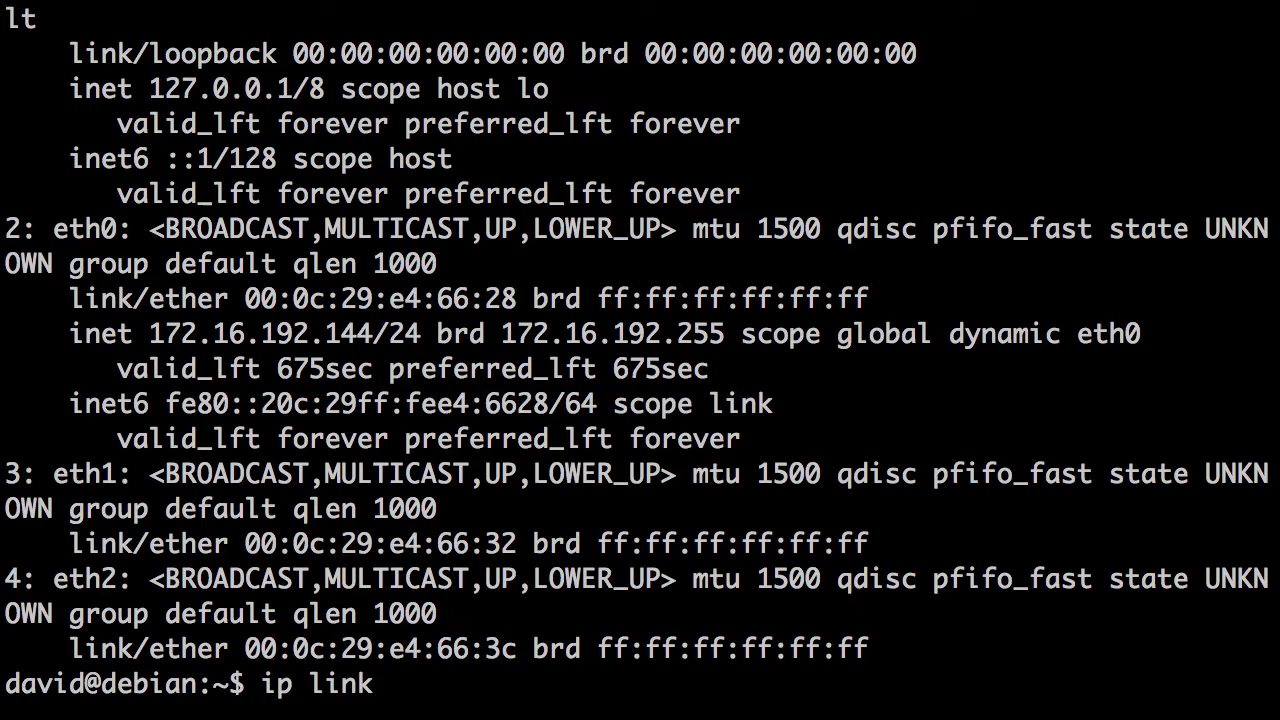 lt
    link/loopback 00:00:00:00:00:00 brd 00:00:00:00:00:00
    inet 127.0.0.1/8 scope host lo
       valid_lft forever preferred_lft forever
    inet6 ::1/128 scope host
       valid_lft forever preferred_lft forever
2: eth0: <BROADCAST,MULTICAST,UP,LOWER_UP> mtu 1500 qdisc pfifo_fast state UNKN
OWN group default qlen 1000
    link/ether 00:0c:29:e4:66:28 brd ff:ff:ff:ff:ff:ff
    inet 172.16.192.144/24 brd 172.16.192.255 scope global dynamic eth0
       valid_lft 675sec preferred_lft 675sec
    inet6 fe80::20c:29ff:fee4:6628/64 scope link
       valid_lft forever preferred_lft forever
3: eth1: <BROADCAST,MULTICAST,UP,LOWER_UP> mtu 1500 qdisc pfifo_fast state UNKN
OWN group default qlen 1000
    link/ether 00:0c:29:e4:66:32 brd ff:ff:ff:ff:ff:ff
4: eth2: <BROADCAST,MULTICAST,UP,LOWER_UP> mtu 1500 qdisc pfifo_fast state UNKN
OWN group default qlen 1000
    link/ether 00:0c:29:e4:66:3c brd ff:ff:ff:ff:ff:ff
david@debian:~$ ip link